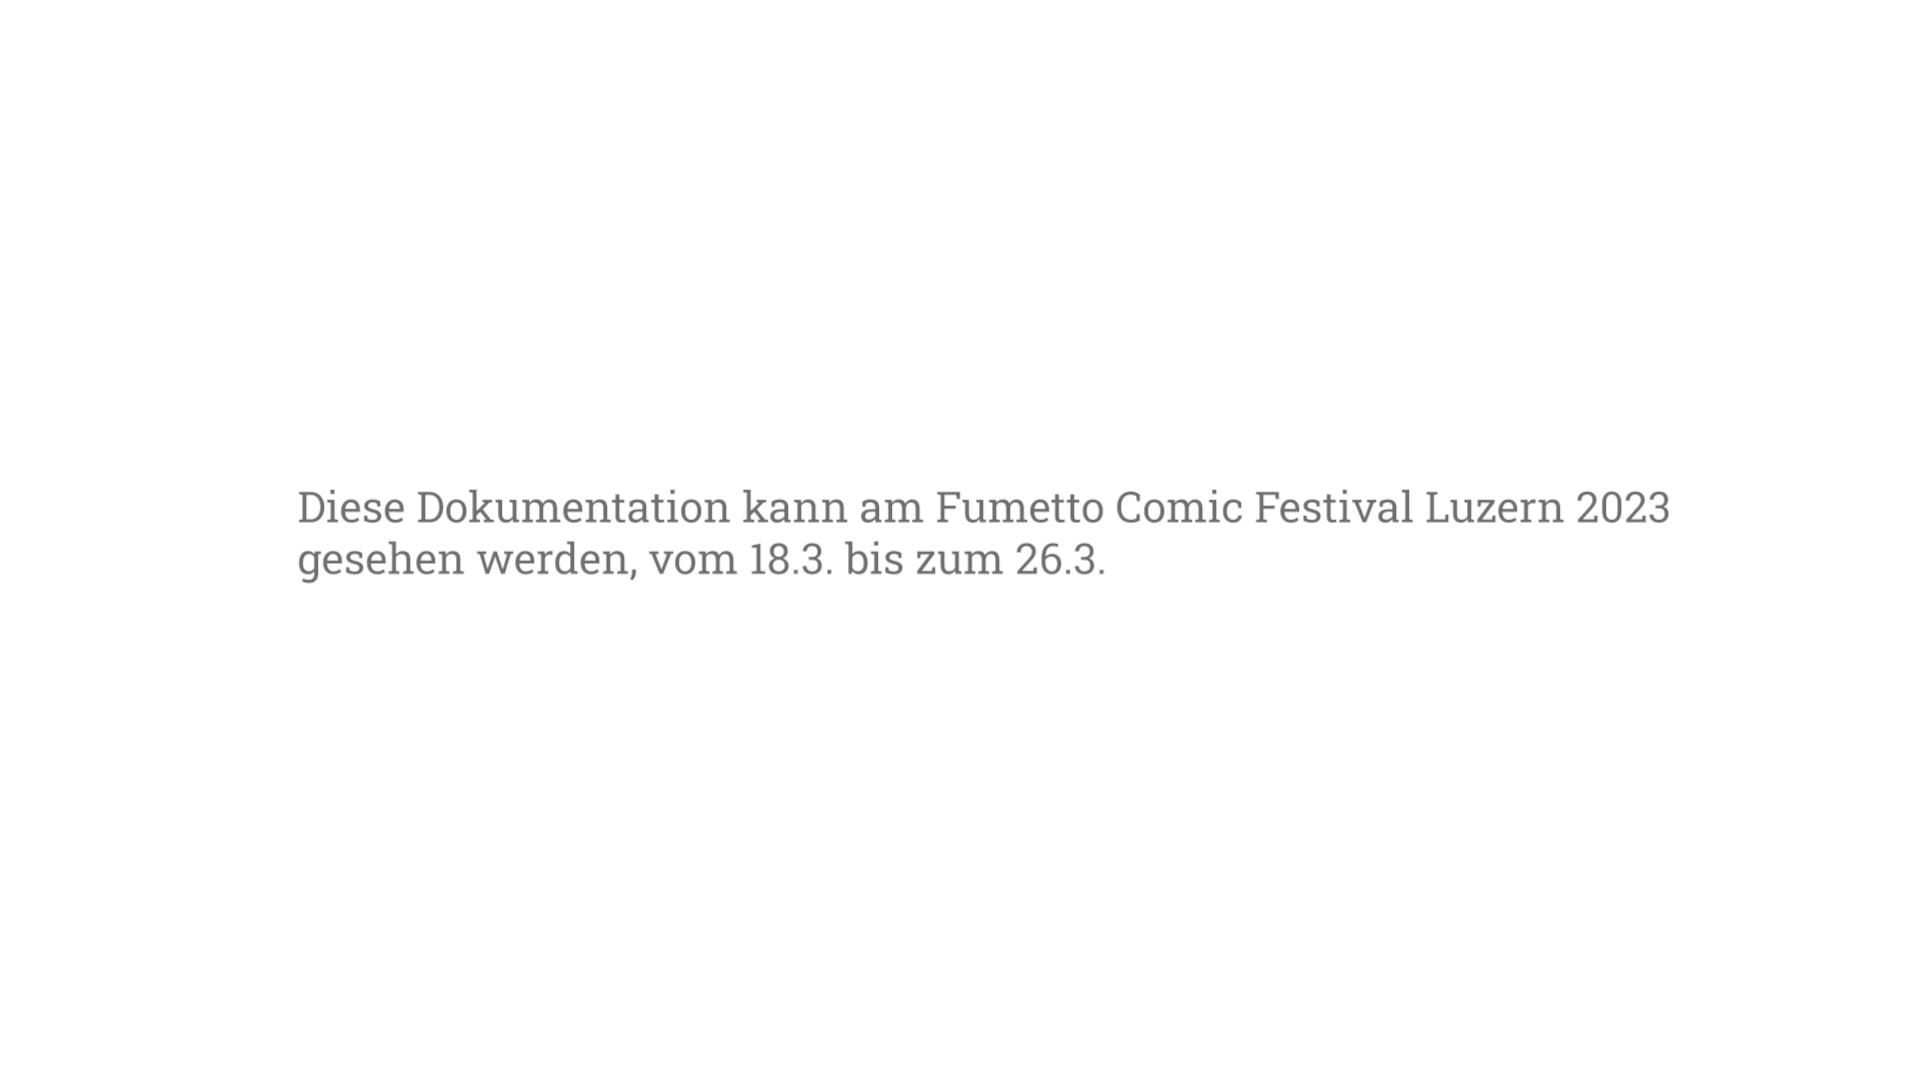 Diese Dokumentation kann am Fumetto Comic Festival Luzern 2023
gesehen werden, vom 18.3. bis zum 26.3.